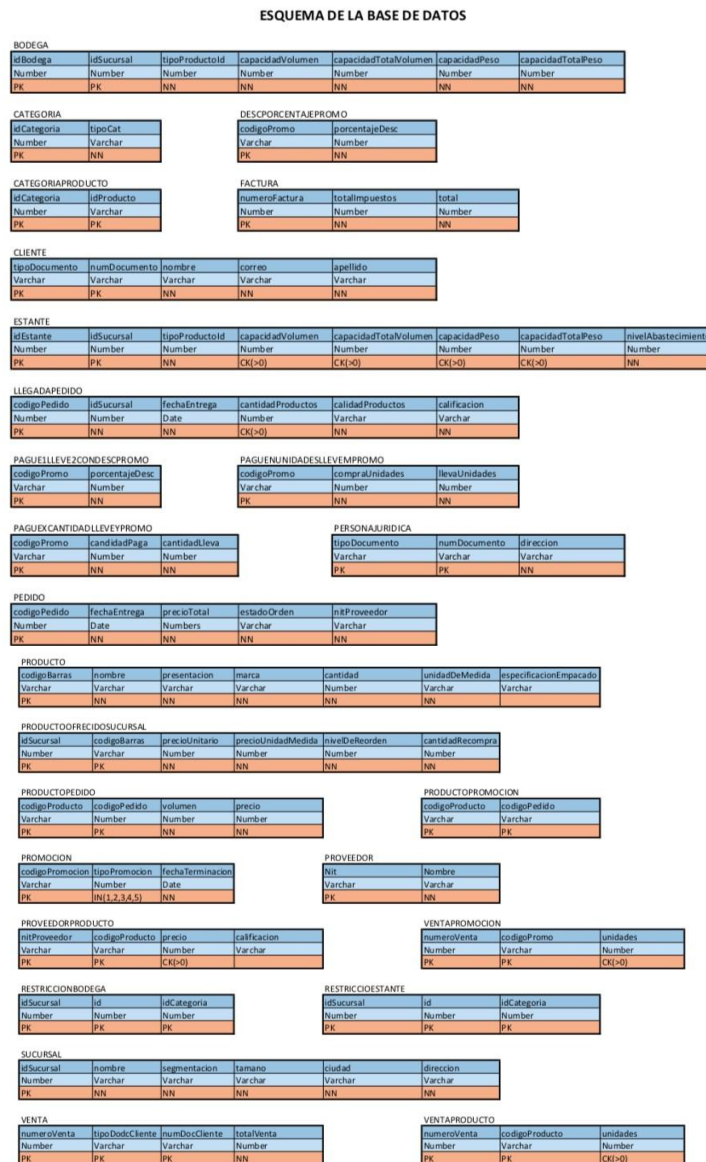 ESQUEMA DE LA BASE DE DATOS
BODEGA
idBodega idSucursal tipoProductoId capacidadVolumen capacidadTotalVolumen capacidadPeso capacidadTotalPeso
Number Number Number Number Number Number Number
PK PK NN NN NN NN NN
CATEGORIA DESCPORCENTAJEPROMO
idCategoria tipoCat codigoPromo porcentajeDesc
Number Varchar Varchar Number
PK NN PK NN
CATEGORIAPRODUCTO FACTURA
idCategoria idProducto numeroFactura totalImpuestos total
Number Varchar Number Number Number
PK PK PK NN NN
CLIENTE
tipoDocumento numDocumento nombre correo apellido
Varchar Varchar Varchar Varchar Varchar
PK PK NN NN NN
ESTANTE
idEstante idSucursal tipoProductoId capacidadVolumen capacidadTotalVolumen capacidadPeso capacidadTotalPeso nivelAbastecimient
Number Number Number Number Number Number Number Number
PK PK NN CK(>0) CK(>0) CK(>0) CK(>0) NN
LLEGADAPEDIDO
codigoPedido idSucursal fechaEntrega cantidadProductos calidadProductos calificacion
Number Number Date Number Varchar Varchar
PK NN NN CK(>0) NN NN
PAGUE1LLEVE2CONDESCPROMO PAGUENUNIDADESLLEVEMPROMO
codigoPromo porcentajeDesc codigoPromo compraUnidades llevaUnidades
Varchar Number Varchar Number Number
PK NN PK NN NN
PAGUEXCANTIDADLLEVEYPROMO PERSONAJURIDICA
codigoPromo candidadPaga cantidadLleva tipoDocumento numDocumento direccion
Varchar Number Number Varchar Varchar Varchar
PK NN NN PK PK NN
PEDIDO
codigoPedido fechaEntrega precioTotal estadoOrden nitProveedor
Number Date Numbers Varchar Varchar
PK NN NN NN NN
PRODUCTO
codigoBarras nombre presentacion marca cantidad unidadDeMedida especificacionEmpacado
Varchar Varchar Varchar Varchar Number Varchar Varchar
PK NN NN NN NN NN
PRODUCTOOFRECIDOSUCURSAL
idSucursal codigoBarras precioUnitario precioUnidadMedida nivelDeReorden cantidadRecompra
Number Varchar Number Number Number Number
PK PK NN NN NN NN
PRODUCTOPEDIDO PRODUCTOPROMOCION
codigoProducto codigoPedido volumen precio codigoProducto codigoPedido
Varchar Number Number Number Varchar Varchar
PK PK NN NN PK PK
PROMOCION PROVEEDOR
codigoPromocion tipoPromocion fechaTerminacion Nit Nombre
Varchar Number Date Varchar Varchar
PK IN(1,2,3,4,5) NN PK NN
PROVEEDORPRODUCTO VENTAPROMOCION
nitProveedor codigoProducto precio calificacion numeroVenta codigoPromo unidades
Varchar Varchar Number Varchar Number Varchar Number
PK PK CK(>0) PK PK CK(>0)
RESTRICCIONBODEGA RESTRICCIOESTANTE
idSucursal id idCategoria idSucursal id idCategoria
Number Number Number Number Number Number
PK PK PK PK PK PK
SUCURSAL
idSucursal nombre segmentacion tamano ciudad direccion
Number Varchar Varchar Varchar Varchar Varchar
PK NN NN NN NN NN
VENTA VENTAPRODUCTO
numeroVenta tipoDodcCliente numDocCliente totalVenta numeroVenta codigoProducto unidades
Number Varchar Varchar Number Number Varchar Number
PK PK PK NN PK PK CK(>0)